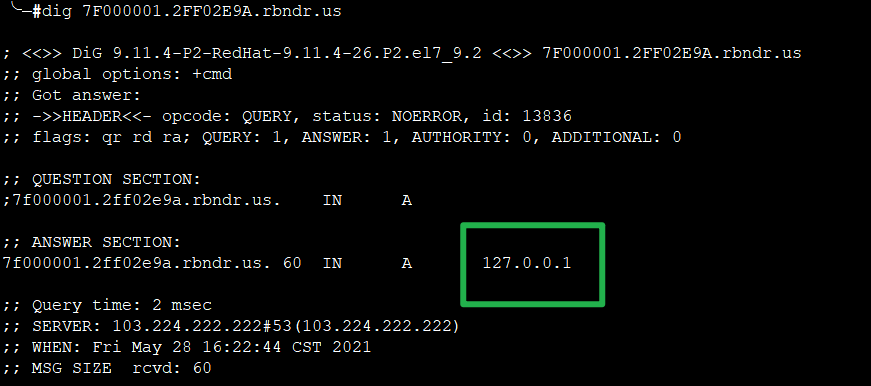 ╰─#dig 7F000001.2FF02E9A.rbndr.us
; <<>> DiG 9.11.4-P2-RedHat-9.11.4-26.P2.el7_9.2 <<>> 7F000001.2FF02E9A.rbndr.us
;; global options: +cmd
;; Got answer:
;; ->>HEADER<<- opcode: QUERY, status: NOERROR, id: 13836
;; flags: qr rd ra; QUERY: 1, ANSWER: 1, AUTHORITY: 0, ADDITIONAL: 0
;; QUESTION SECTION:
;7f000001.2ff02e9a.rbndr.us. IN A
;; ANSWER SECTION:
7f000001.2ff02e9a.rbndr.us. 60 IN A 127.0.0.1
;; Query time: 2 msec
;; SERVER: 103.224.222.222#53(103.224.222.222)
;; WHEN: Fri May 28 16:22:44 CST 2021
;; MSG SIZE rcvd: 60